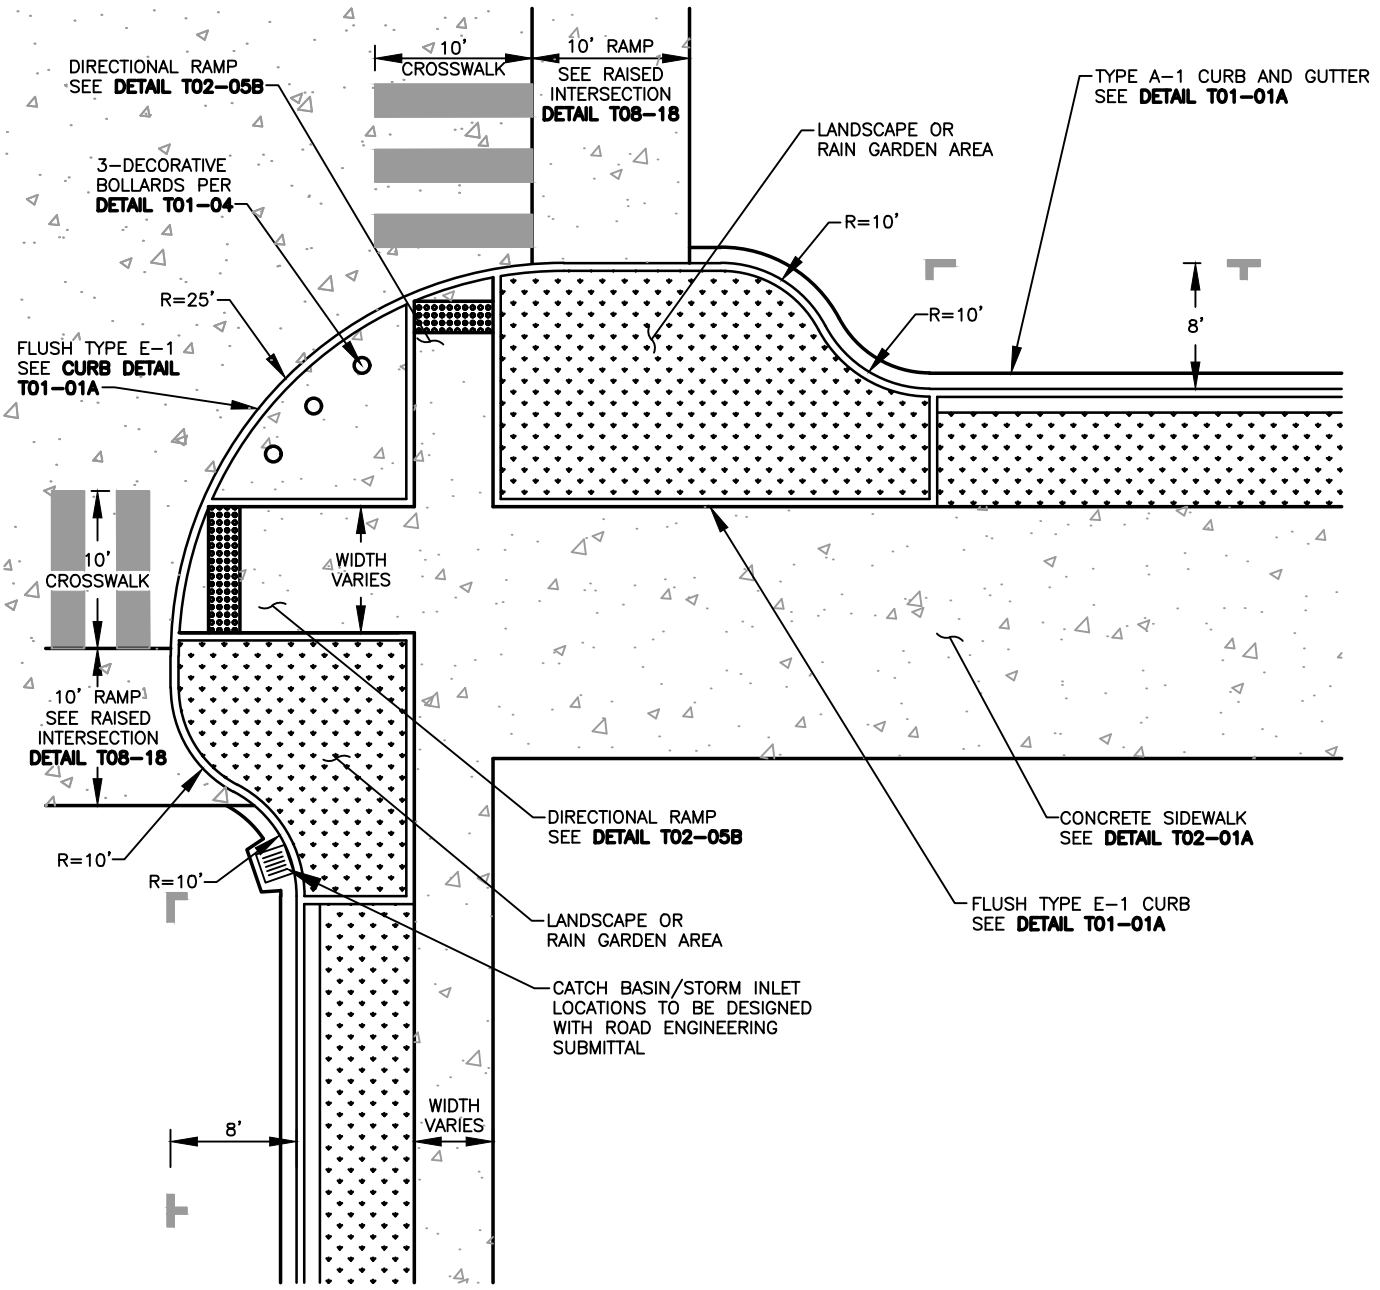 10'
CROSSWALK
10' RAMP
SEE RAISED
INTERSECTION
DETAIL T08-18
DIRECTIONAL RAMP
SEE DETAIL T02-05B
TYPE A-1 CURB AND GUTTER
SEE DETAIL T01-01A
LANDSCAPE OR
RAIN GARDEN AREA
3-DECORATIVE
BOLLARDS PER
DETAIL T01-04
R=10'
R=25'
R=10'
8'
FLUSH TYPE E-1
SEE CURB DETAIL
T01-01A
10'
CROSSWALK
WIDTH
VARIES
10' RAMP
SEE RAISED
INTERSECTION
DETAIL T08-18
DIRECTIONAL RAMP
SEE DETAIL T02-05B
CONCRETE SIDEWALK
SEE DETAIL T02-01A
R=10'
R=10'
FLUSH TYPE E-1 CURB
SEE DETAIL T01-01A
LANDSCAPE OR
RAIN GARDEN AREA
CATCH BASIN/STORM INLET
LOCATIONS TO BE DESIGNED
WITH ROAD ENGINEERING
SUBMITTAL
8'
WIDTH
VARIES